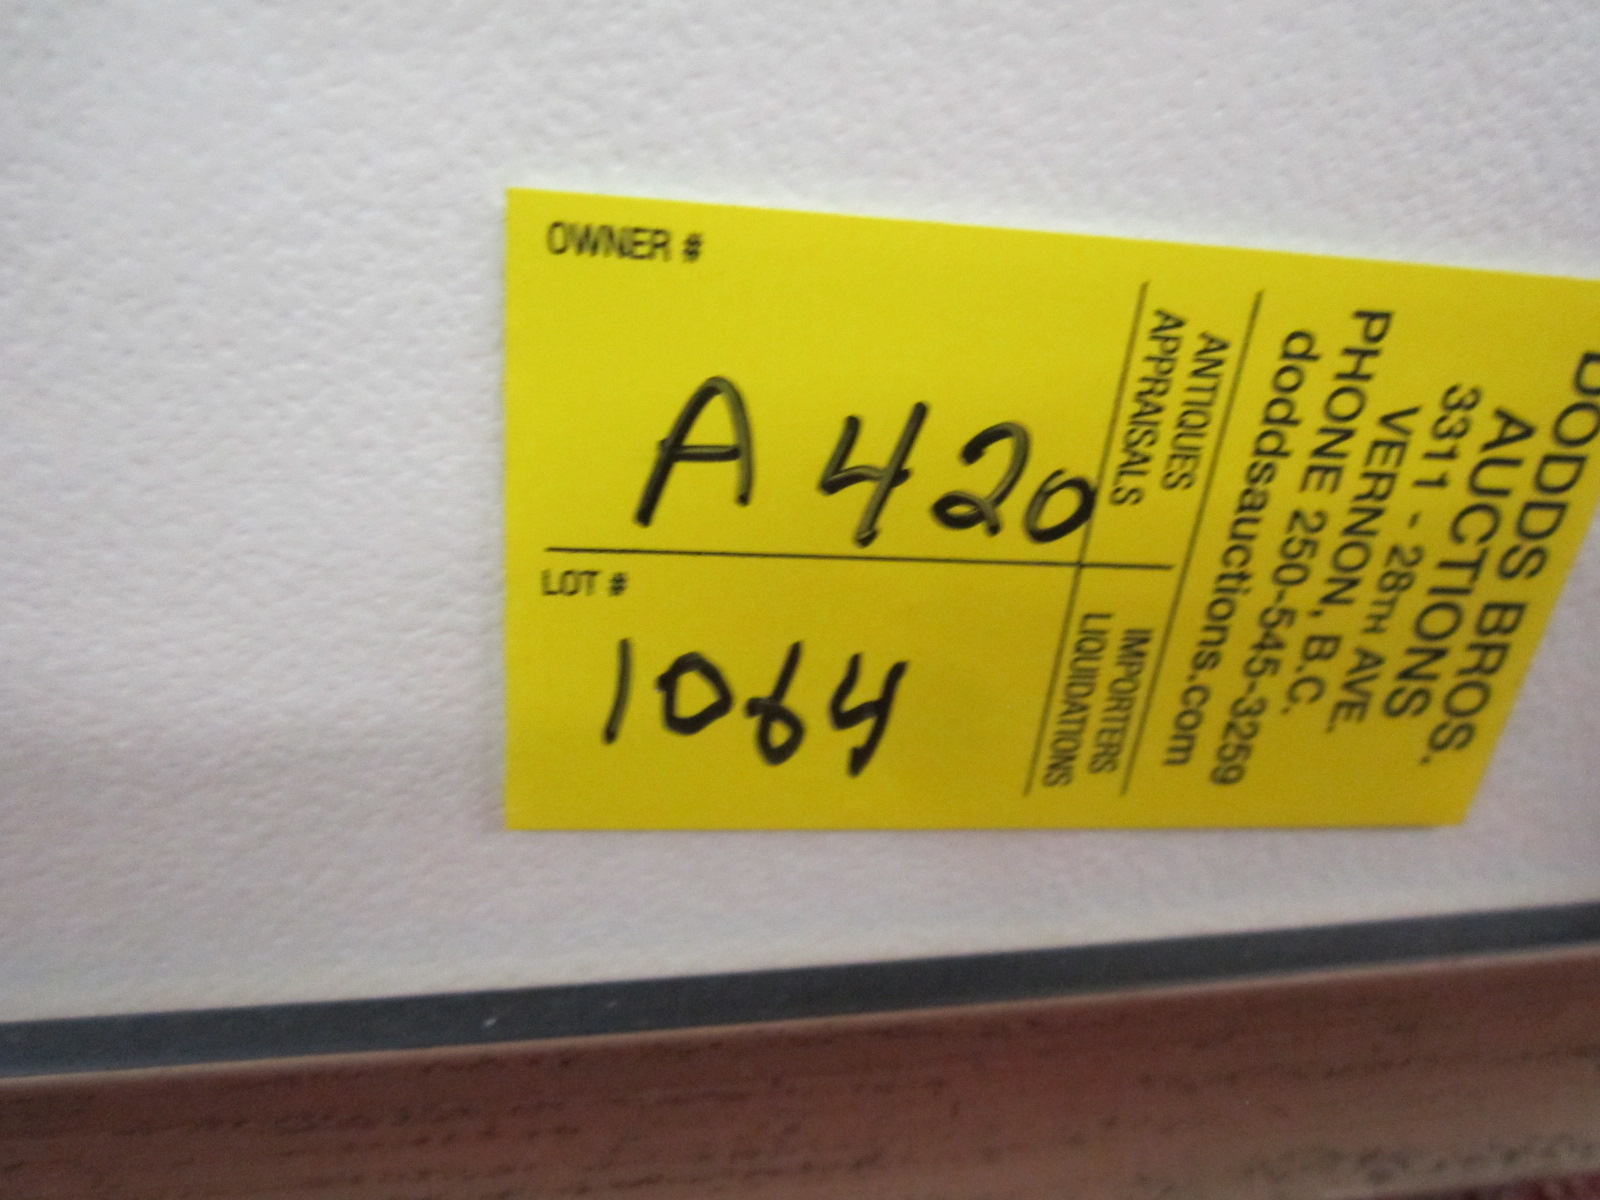 OWNER #
A 420
LOT #
1064
DODDS BROS.
AUCTIONS
3311 - 28TH AVE.
VERNON, B.C.
PHONE 250-545-3259
doddsauctions.com
ANTIQUES IMPORTERS
APPRAISALS LIQUIDATIONS